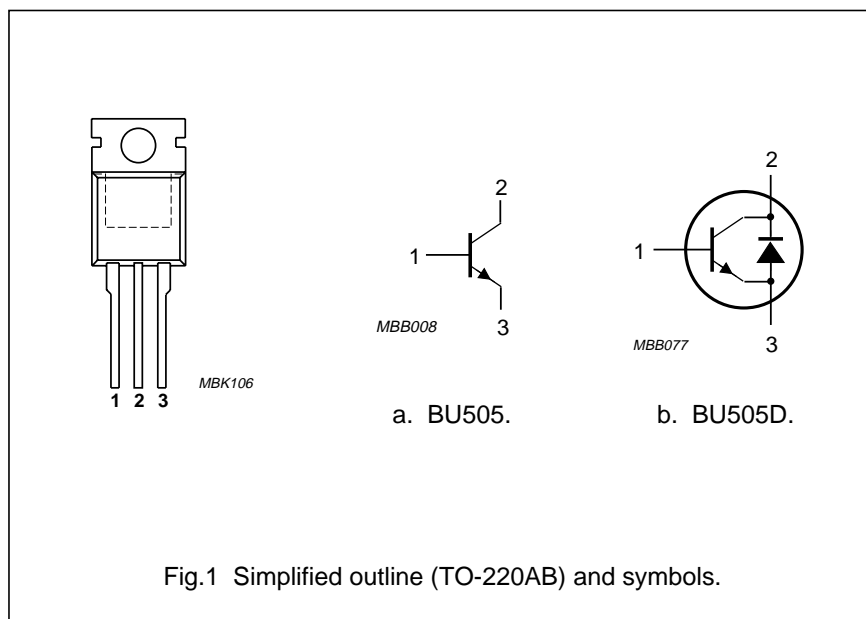 MBK106
1 2 3
2
1
MBB008
3
a. BU505.
2
1
MBB077
3
b. BU505D.
Fig.1 Simplified outline (TO-220AB) and symbols.